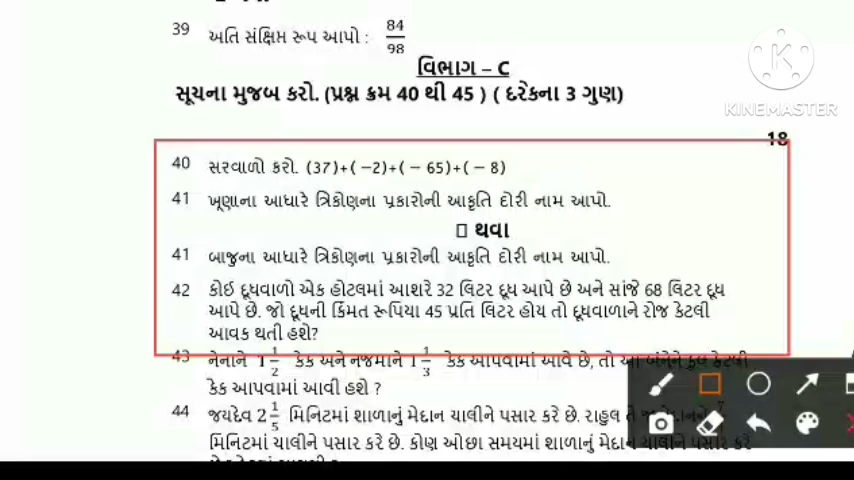 39 અતિ સંક્ષિપ્ત રૂપ આપો : 84/98
વિભાગ – C
સૂચના મુજબ કરો. (પ્રશ્ન ક્રમ 40 થી 45 ) ( દરેકના 3 ગુણ)
KINEMASTER
18
40 સરવાળો કરો. (37)+( −2)+( − 65)+( − 8)
41 ખૂણાના આધારે ત્રિકોણના પ્રકારોની આકૃતિ દોરી નામ આપો.
થવા
41 બાજુના આધારે ત્રિકોણના પ્રકારોની આકૃતિ દોરી નામ આપો.
42 કોઈ દૂધવાળો એક હોટલમાં આશરે 32 લિટર દૂધ આપે છે અને સાંજે 68 લિટર દૂધ
આપે છે. જો દૂધની કિંમત રૂપિયા 45 પ્રતિ લિટર હોય તો દૂધવાળાને રોજ કેટલી
આવક થતી હશે?
43 નેનાને 1 1/2 કેક અને નજમાને 1 1/3 કેક આપવામાં આવે છે, તો આ બંનેને કુલ કેટલી
કેક આપવામાં આવી હશે ?
44 જયદેવ 2 1/5 મિનિટમાં શાળાનું મેદાન ચાલીને પસાર કરે છે. રાહુલ
મિનિટમાં ચાલીને પસાર કરે છે. કોણ ઓછા સમયમાં શાળાનું મેદાન ચાલીને પસાર કરે